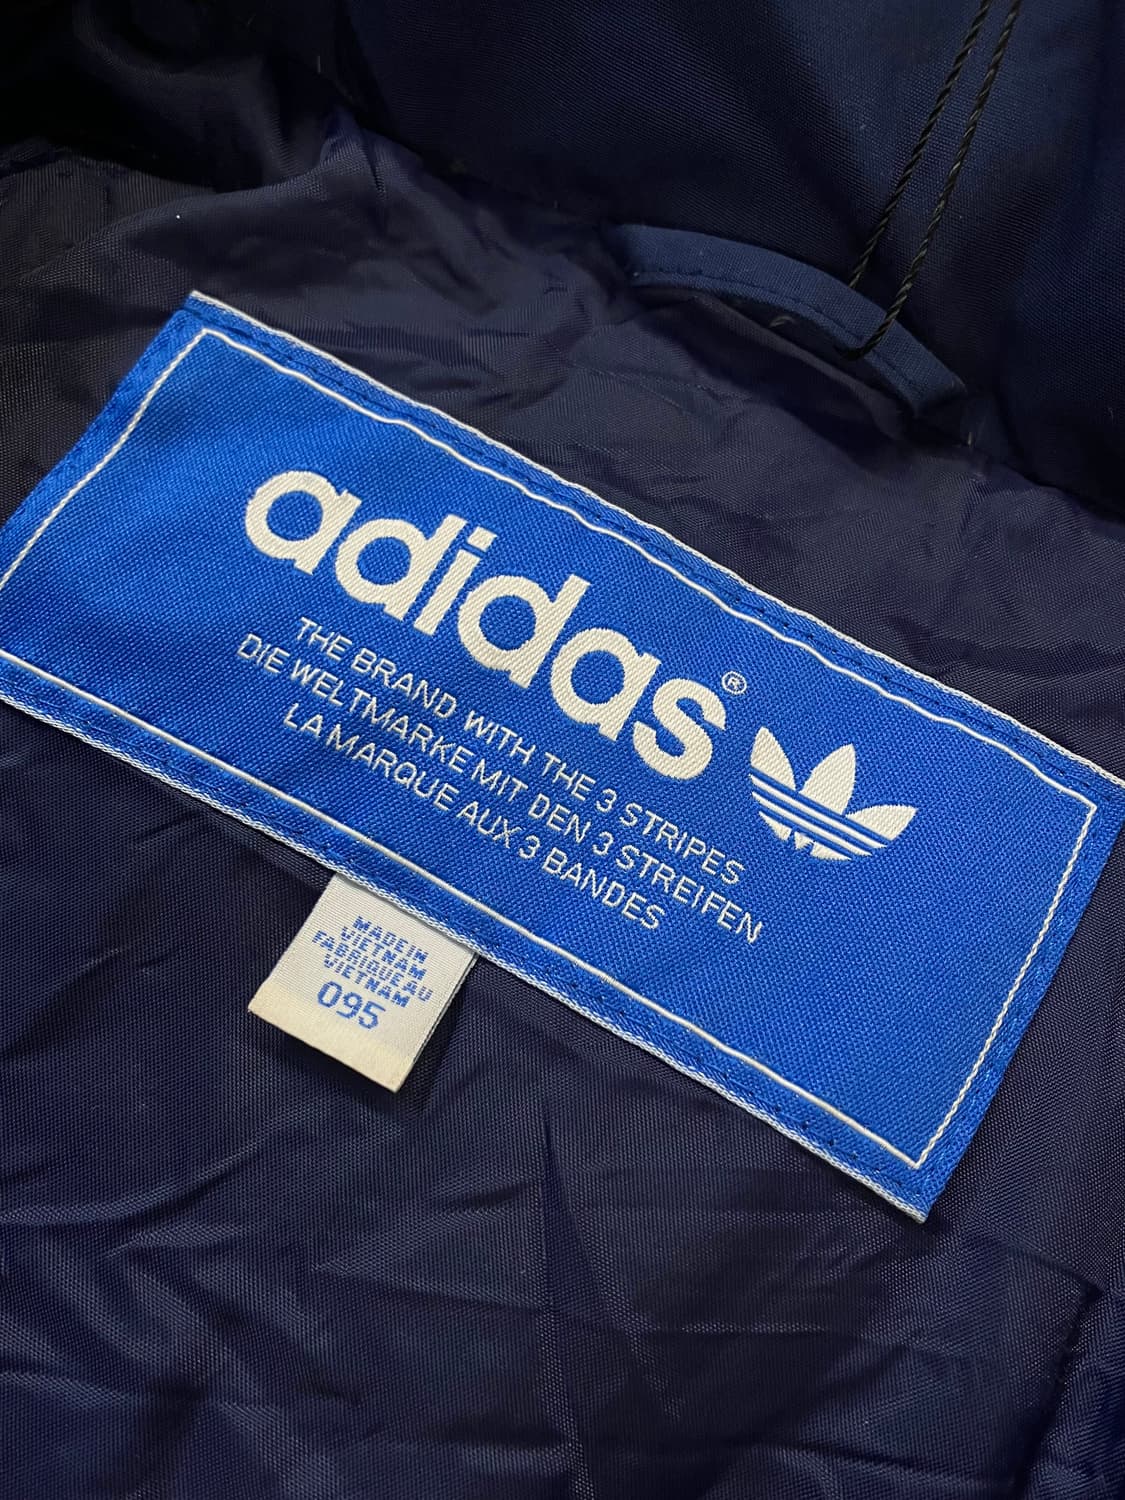 adidas®
THE BRAND WITH THE 3 STRIPES
DIE WELTMARKE MIT DEN 3 STREIFEN
LA MARQUE AUX 3 BANDES
MADE IN
VIETNAM
FABRIQUE AU
VIETNAM
095